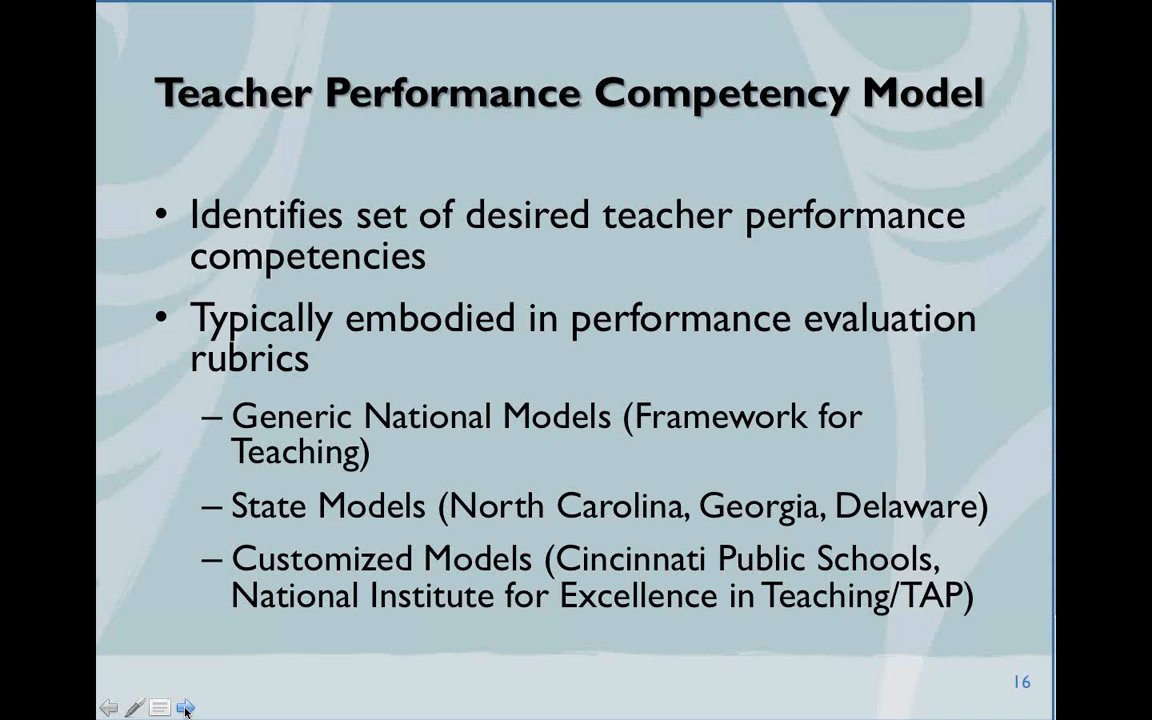 Teacher Performance Competency Model
• Identifies set of desired teacher performance
competencies
• Typically embodied in performance evaluation
rubrics
– Generic National Models (Framework for
Teaching)
– State Models (North Carolina, Georgia, Delaware)
– Customized Models (Cincinnati Public Schools,
National Institute for Excellence in Teaching/TAP)
16